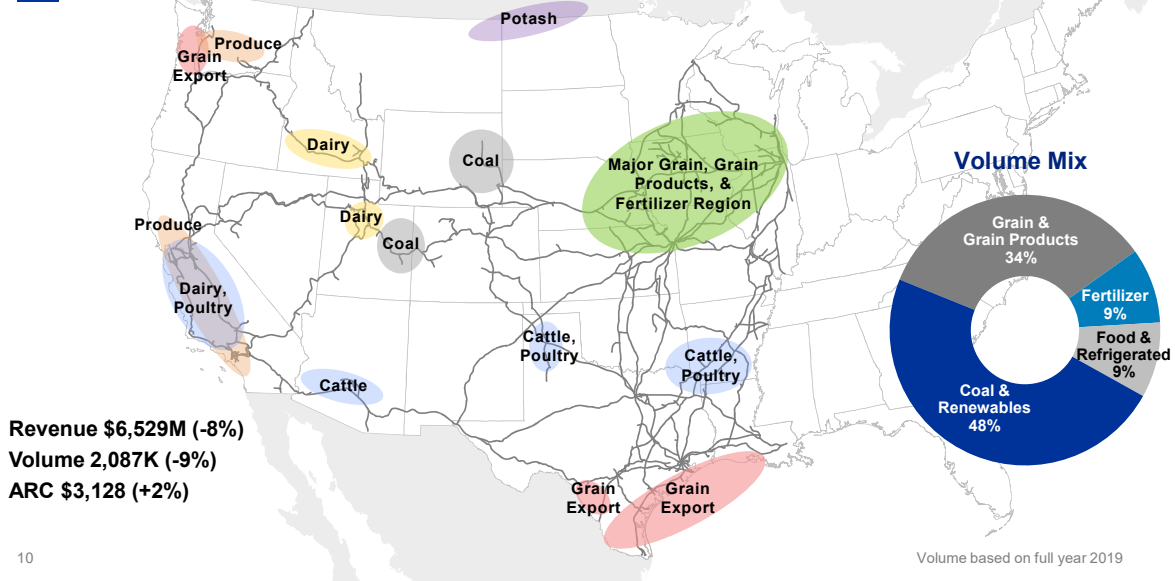 Potash
Produce
Grain
Export
Dairy
Coal
Major Grain, Grain
Products, &
Fertilizer Region
Volume Mix
Produce
Dairy
Coal
Grain &
Grain Products
34%
Fertilizer
9%
Food &
Refrigerated
9%
Coal &
Renewables
48%
Dairy,
Poultry
Cattle,
Poultry
Cattle,
Poultry
Cattle
Revenue $6,529M (-8%)
Volume 2,087K (-9%)
ARC $3,128 (+2%)
Grain
Export
Grain
Export
10
Volume based on full year 2019